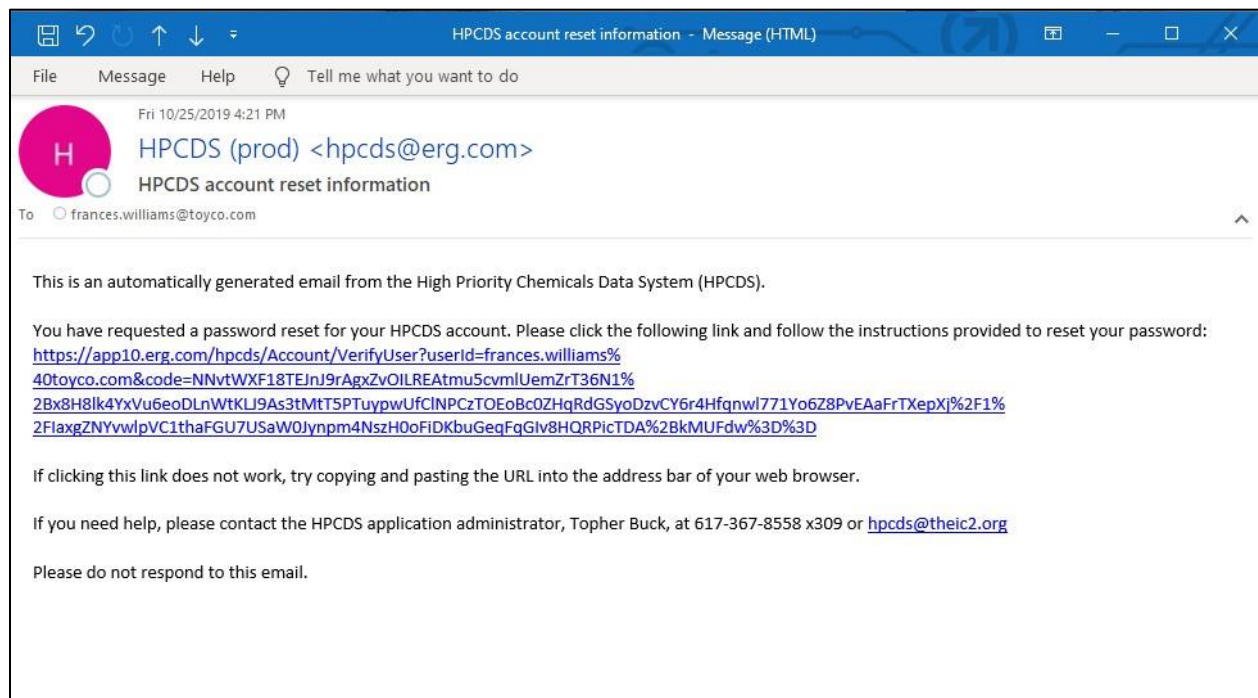 HPCDS account reset information - Message (HTML)
File Message Help Tell me what you want to do
Fri 10/25/2019 4:21 PM
H
HPCDS (prod) <hpcds@erg.com>
HPCDS account reset information
To frances.williams@toyco.com
This is an automatically generated email from the High Priority Chemicals Data System (HPCDS).
You have requested a password reset for your HPCDS account. Please click the following link and follow the instructions provided to reset your password:
https://app10.erg.com/hpcds/Account/VerifyUser?userId=frances.williams%
40toyco.com&code=NNvtWXF18TEJnJ9rAgxZvOILREAtmu5cvmlUemZrT36N1%
2Bx8H8lk4YxVu6eoDLnWtKLJ9As3tMtT5PTuypwUfClNPCzTOEoBc0ZHqRdGSyoDzvCY6r4Hfqnwl771Yo6Z8PvEAaFrTXepXj%2F1%
2FIaxgZNYvwlpVC1thaFGU7USaW0Jynpm4NszH0oFiDKbuGeqFqGIv8HQRPicTDA%2BkMUFdw%3D%3D
If clicking this link does not work, try copying and pasting the URL into the address bar of your web browser.
If you need help, please contact the HPCDS application administrator, Topher Buck, at 617-367-8558 x309 or hpcds@theic2.org
Please do not respond to this email.